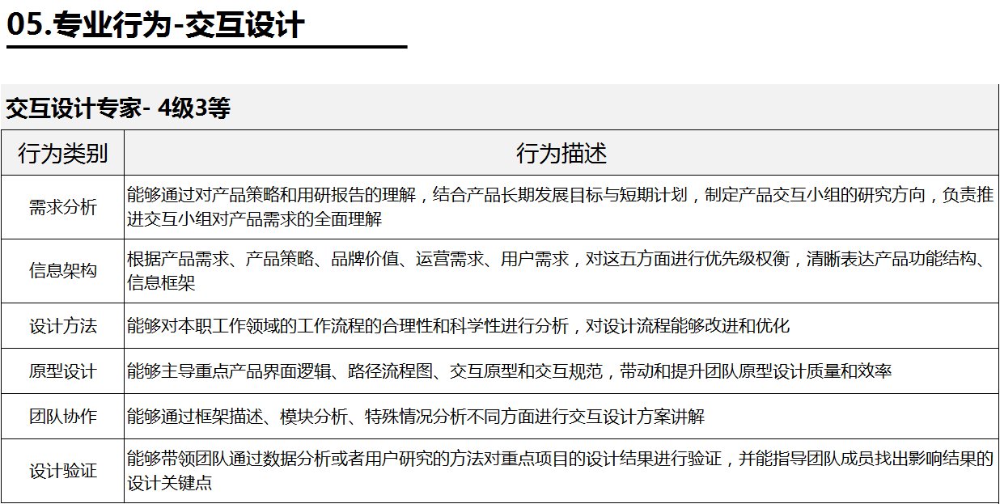 05.专业行为-交互设计
交互设计专家- 4级3等
行为类别
行为描述
需求分析
能够通过对产品策略和用研报告的理解，结合产品长期发展目标与短期计划，制定产品交互小组的研究方向，负责推
进交互小组对产品需求的全面理解
信息架构
根据产品需求、产品策略、品牌价值、运营需求、用户需求，对这五方面进行优先级权衡，清晰表达产品功能结构、
信息框架
设计方法
能够对本职工作领域的工作流程的合理性和科学性进行分析，对设计流程能够改进和优化
原型设计
能够主导重点产品界面逻辑、路径流程图、交互原型和交互规范，带动和提升团队原型设计质量和效率
团队协作
能够通过框架描述、模块分析、特殊情况分析不同方面进行交互设计方案讲解
设计验证
能够带领团队通过数据分析或者用户研究的方法对重点项目的设计结果进行验证，并能指导团队成员找出影响结果的
设计关键点